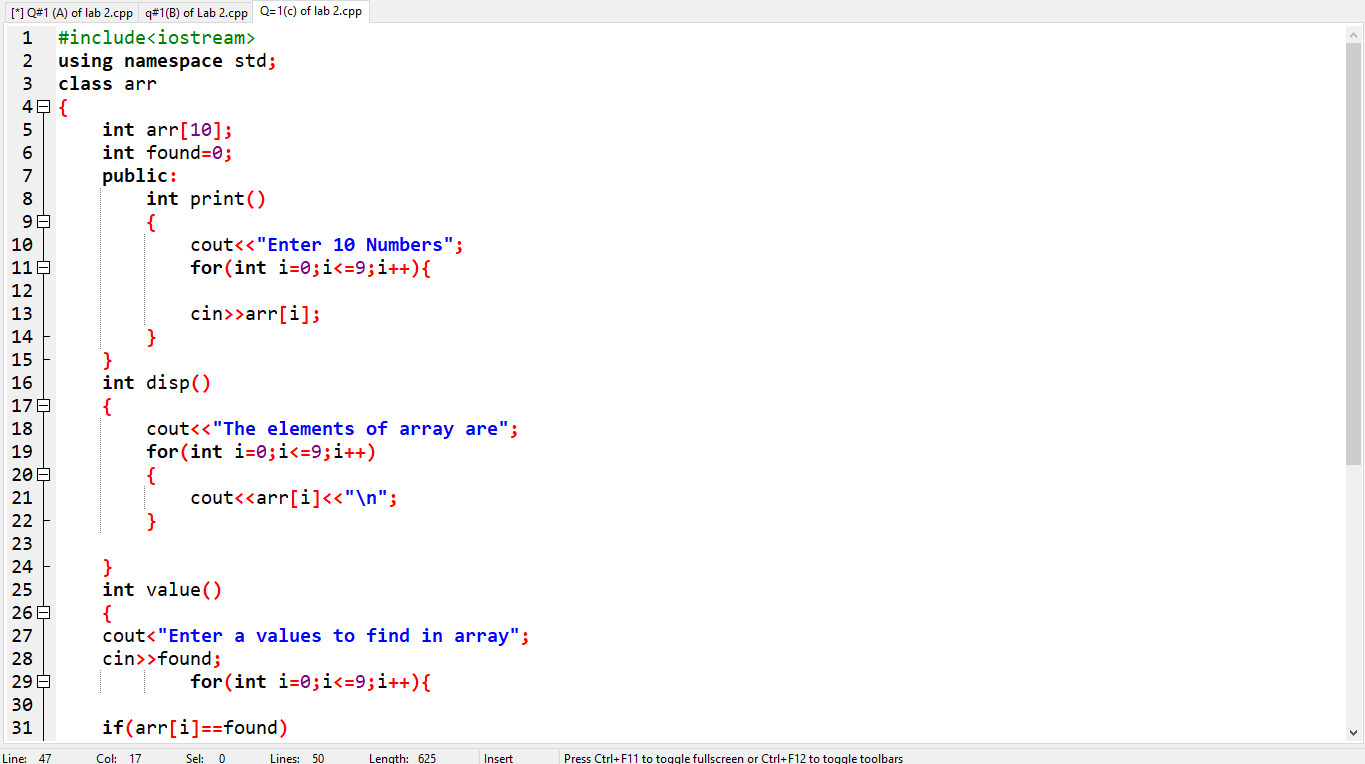 [*] Q#1 (A) of lab 2.cpp q#1(B) of Lab 2.cpp Q=1(c) of lab 2.cpp
1 #include<iostream>
2 using namespace std;
3 class arr
4 {
5 int arr[10];
6 int found=0;
7 public:
8 int print()
9 {
10 cout<<"Enter 10 Numbers";
11 for(int i=0;i<=9;i++){
12
13 cin>>arr[i];
14 }
15 }
16 int disp()
17 {
18 cout<<"The elements of array are";
19 for(int i=0;i<=9;i++)
20 {
21 cout<<arr[i]<<"\n";
22 }
23
24 }
25 int value()
26 {
27 cout<"Enter a values to find in array";
28 cin>>found;
29 for(int i=0;i<=9;i++){
30
31 if(arr[i]==found)
Line: 47 Col: 17 Sel: 0 Lines: 50 Length: 625 Insert Press Ctrl+F11 to toggle fullscreen or Ctrl+F12 to toggle toolbars